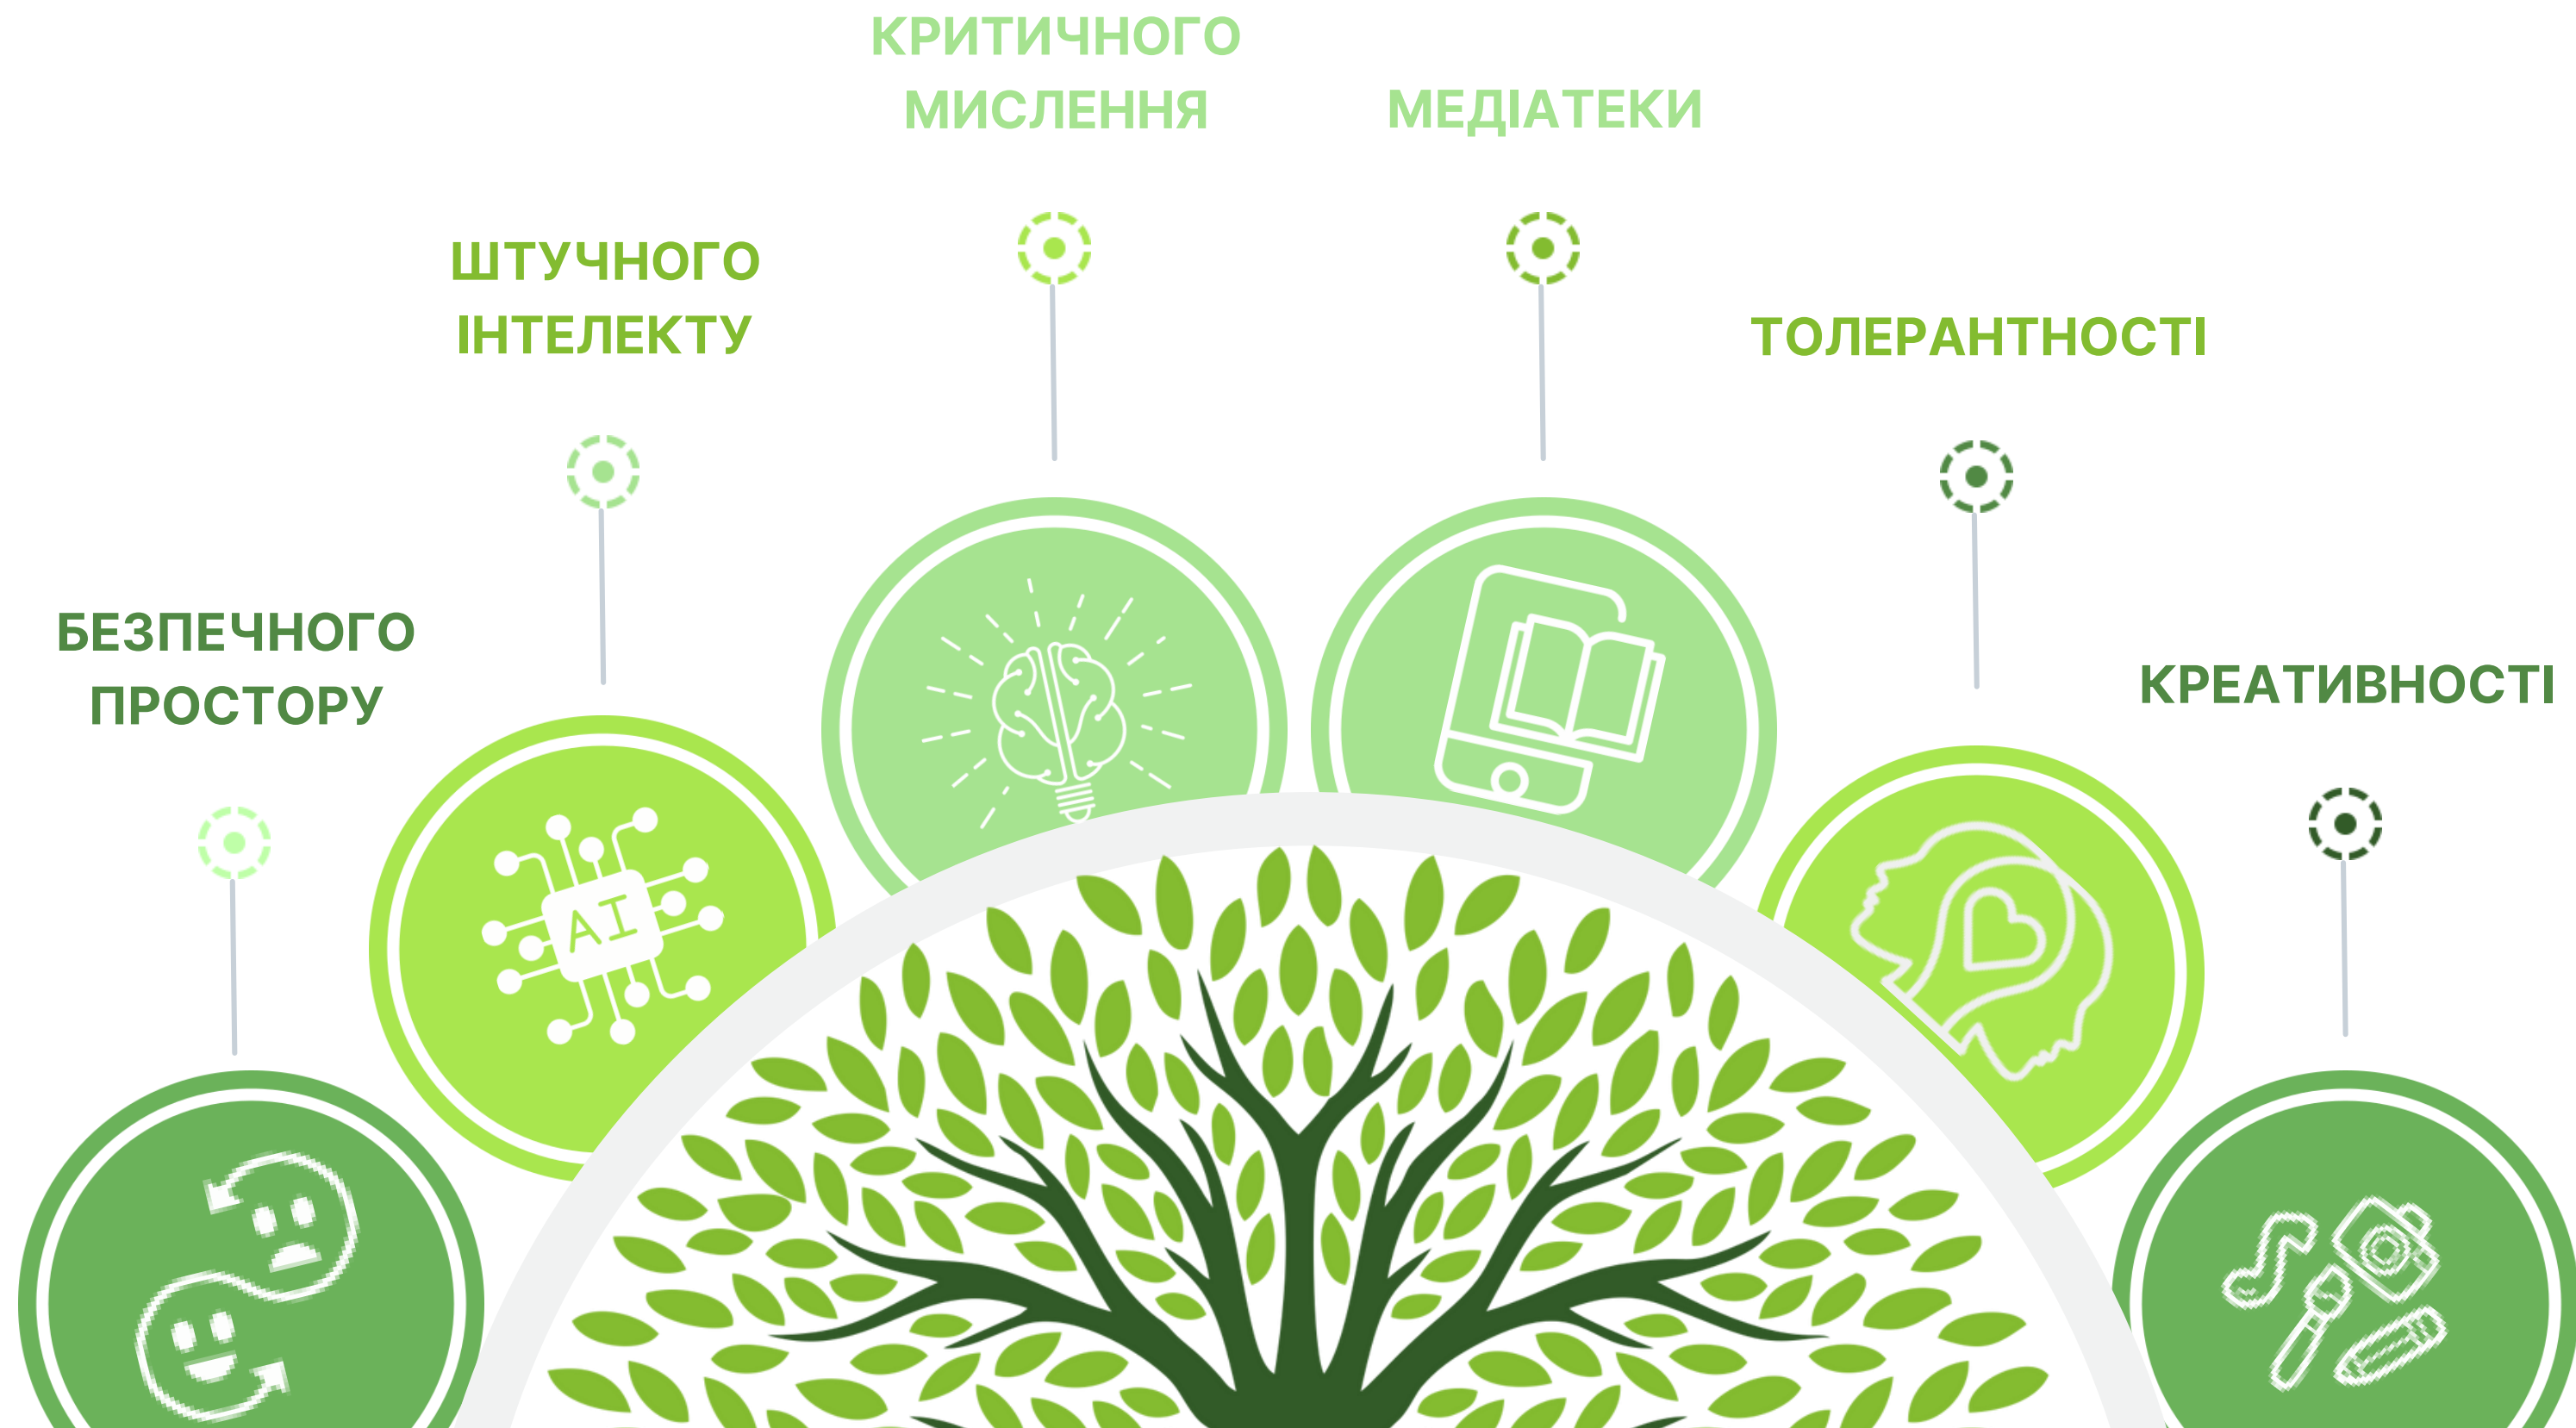 БЕЗПЕЧНОГО
ПРОСТОРУ
ШТУЧНОГО
ІНТЕЛЕКТУ
КРИТИЧНОГО
МИСЛЕННЯ
МЕДІАТЕКИ
ТОЛЕРАНТНОСТІ
КРЕАТИВНОСТІ
AI